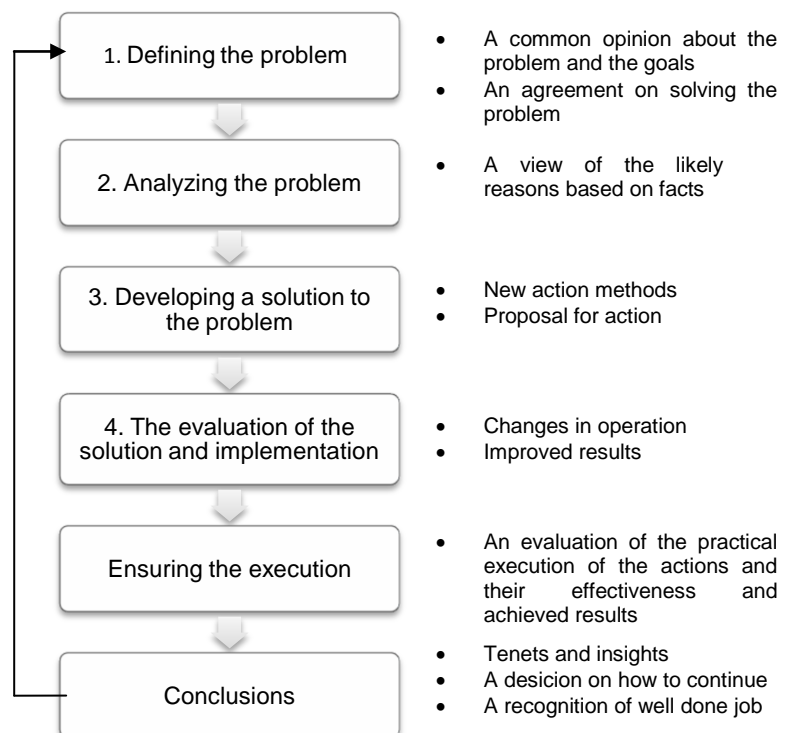 1. Defining the problem
• A common opinion about the
problem and the goals
• An agreement on solving the
problem
2. Analyzing the problem
• A view of the likely
reasons based on facts
3. Developing a solution to
the problem
• New action methods
• Proposal for action
4. The evaluation of the
solution and implementation
• Changes in operation
• Improved results
Ensuring the execution
• An evaluation of the practical
execution of the actions and
their effectiveness and
achieved results
Conclusions
• Tenets and insights
• A desicion on how to continue
• A recognition of well done job